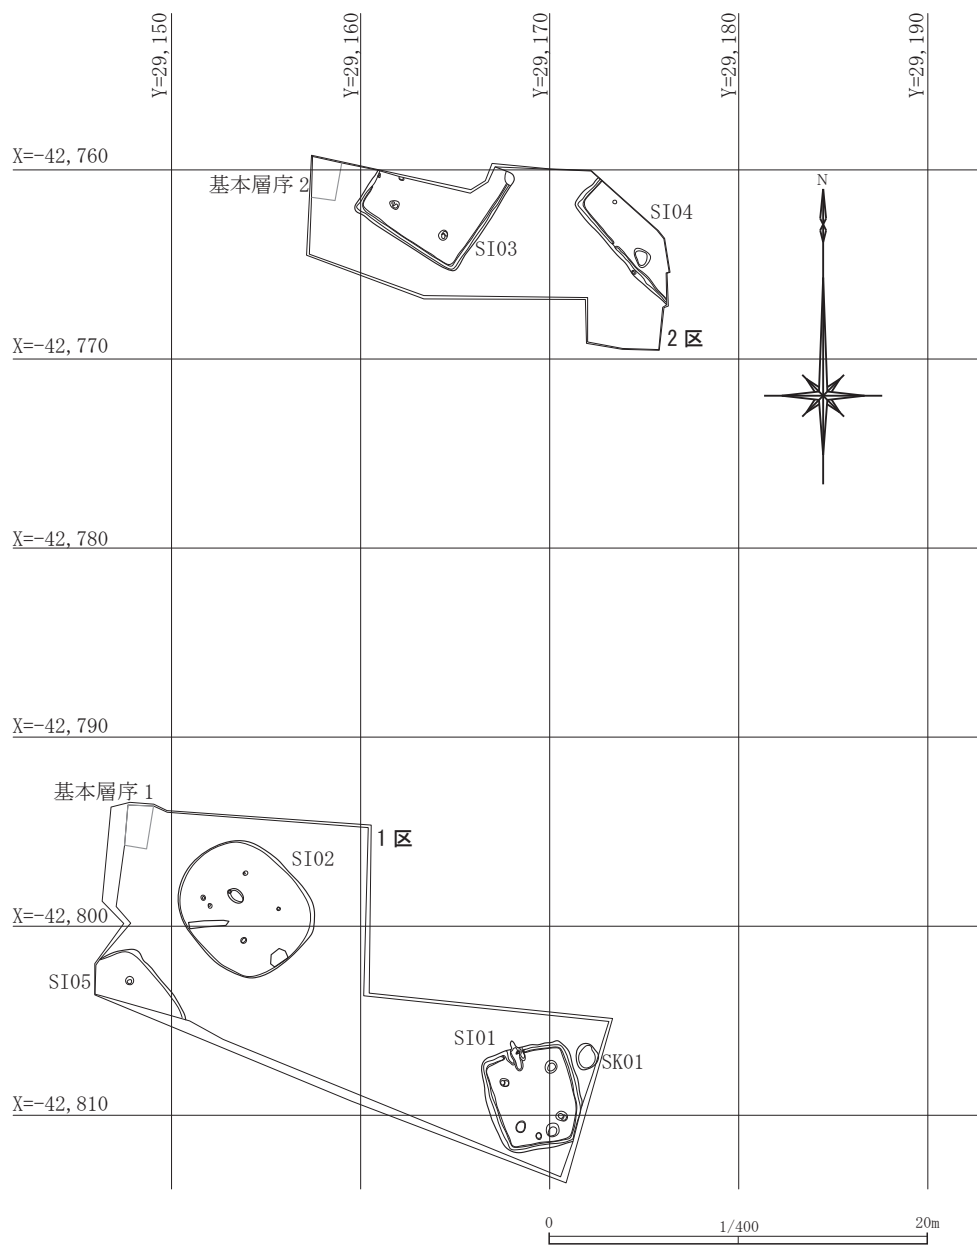 Y=29,150
Y=29,160
Y=29,170
Y=29,180
Y=29,190
X=-42,760
基本層序 2
SI03
SI04
N
2 区
X=-42,770
X=-42,780
X=-42,790
基本層序 1
1 区
SI02
X=-42,800
SI05
SI01
SK01
X=-42,810
0
1/400
20m